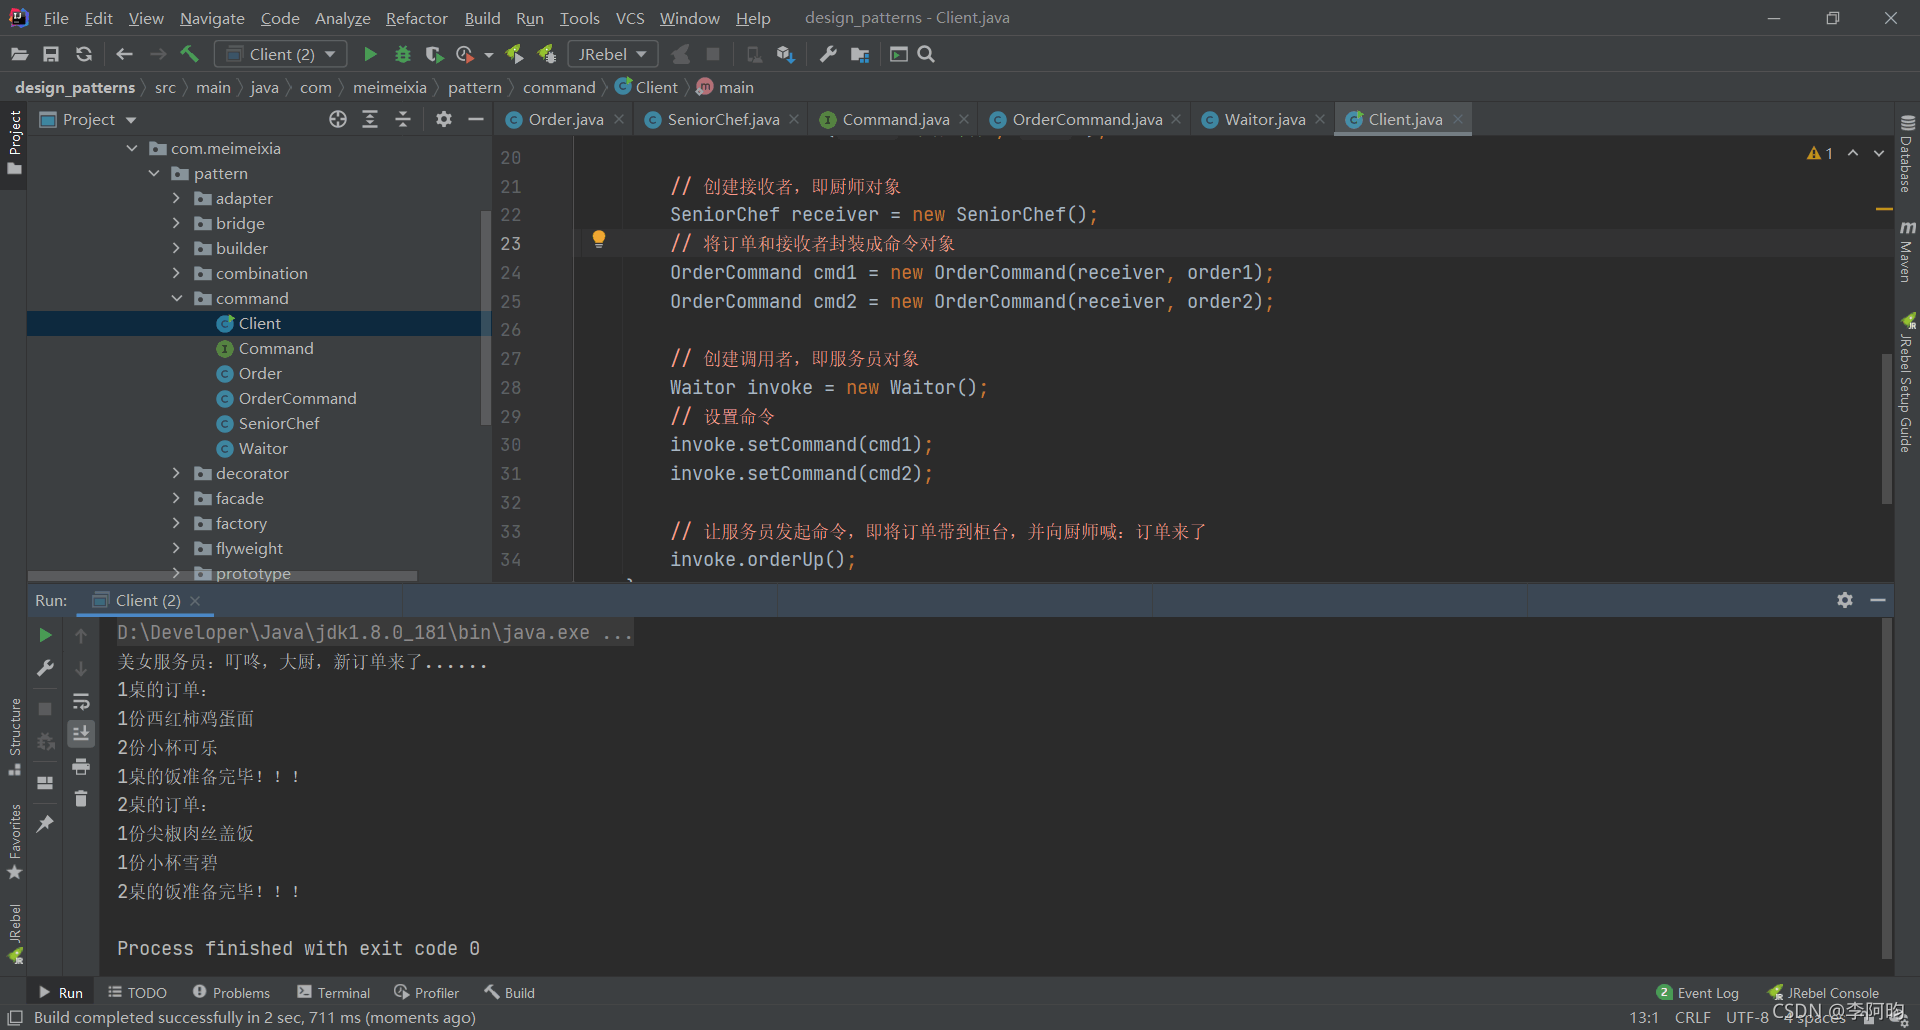 File Edit View Navigate Code Analyze Refactor Build Run Tools VCS Window Help design_patterns - Client.java
Client (2) JRebel
design_patterns src main java com meimeixia pattern command Client main
Project
Project
Order.java SeniorChef.java Command.java OrderCommand.java Waitor.java Client.java
com.meimeixia
pattern
adapter
bridge
builder
combination
command
Client
Command
Order
OrderCommand
SeniorChef
Waitor
decorator
facade
factory
flyweight
prototype
1
20
21 // 创建接收者，即厨师对象
22 SeniorChef receiver = new SeniorChef();
23 // 将订单和接收者封装成命令对象
24 OrderCommand cmd1 = new OrderCommand(receiver, order1);
25 OrderCommand cmd2 = new OrderCommand(receiver, order2);
26
27 // 创建调用者，即服务员对象
28 Waitor invoke = new Waitor();
29 // 设置命令
30 invoke.setCommand(cmd1);
31 invoke.setCommand(cmd2);
32
33 // 让服务员发起命令，即将订单带到柜台，并向厨师喊：订单来了
34 invoke.orderUp();
Database
Maven
JRebel Setup Guide
Run: Client (2)
D:\Developer\Java\jdk1.8.0_181\bin\java.exe ...
美女服务员：叮咚，大厨，新订单来了......
1桌的订单：
1份西红柿鸡蛋面
2份小杯可乐
1桌的饭准备完毕！！！
2桌的订单：
1份尖椒肉丝盖饭
1份小杯雪碧
2桌的饭准备完毕！！！
Process finished with exit code 0
Structure
Favorites
JRebel
Run TODO Problems Terminal Profiler Build 2 Event Log JRebel Console
Build completed successfully in 2 sec, 711 ms (moments ago) 13:1 CRLF UTF-8 4 spaces
CSDN @李阿昀